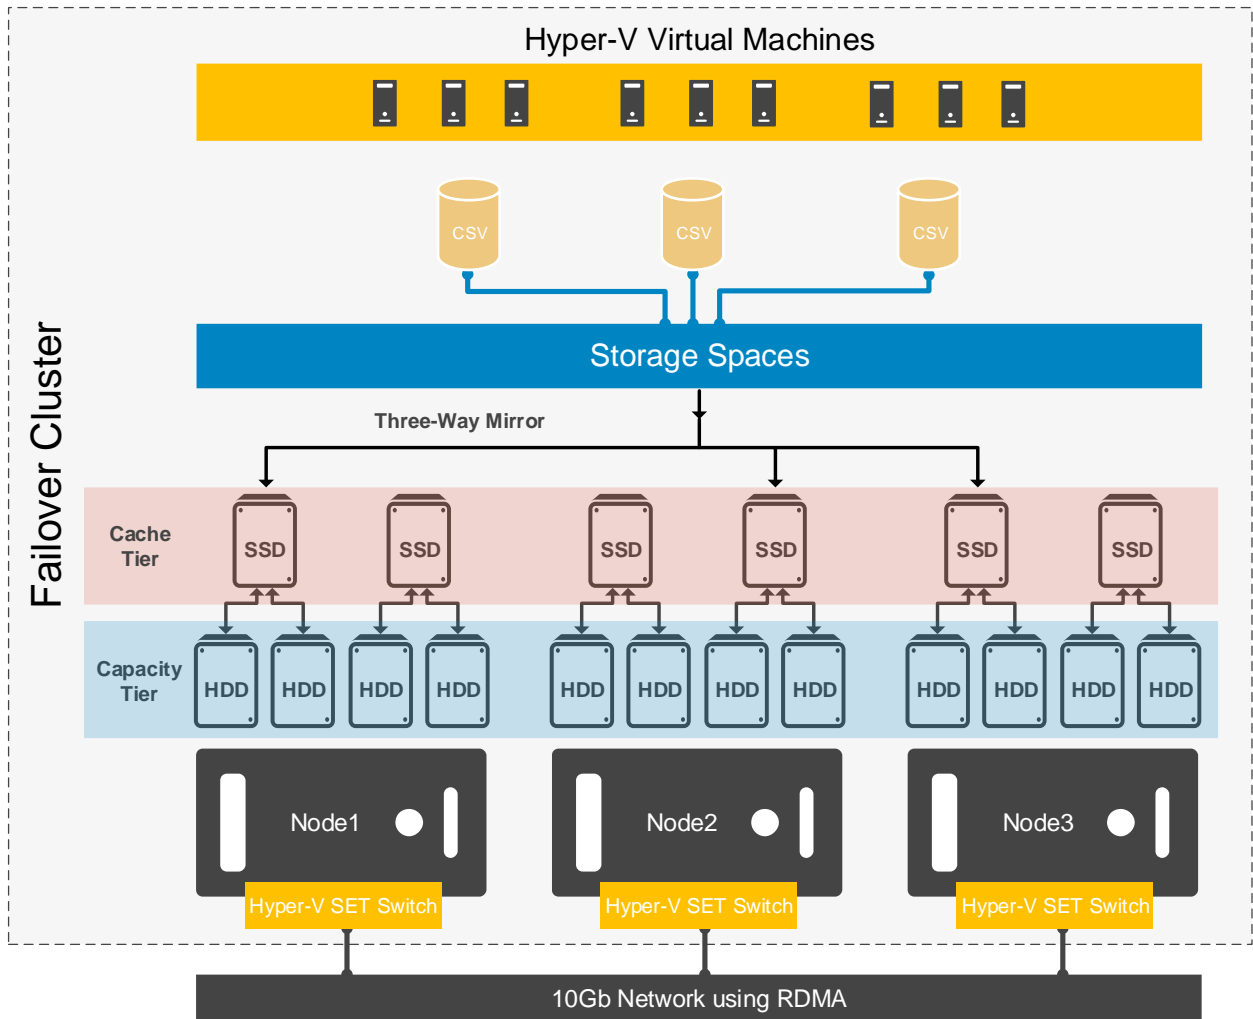 Hyper-V Virtual Machines
CSV
CSV
CSV
Storage Spaces
Three-Way Mirror
Failover Cluster
Cache
Tier
SSD
SSD
SSD
SSD
SSD
SSD
Capacity
Tier
HDD
HDD
HDD
HDD
HDD
HDD
HDD
HDD
HDD
HDD
HDD
HDD
Node1
Node2
Node3
Hyper-V SET Switch
Hyper-V SET Switch
Hyper-V SET Switch
10Gb Network using RDMA